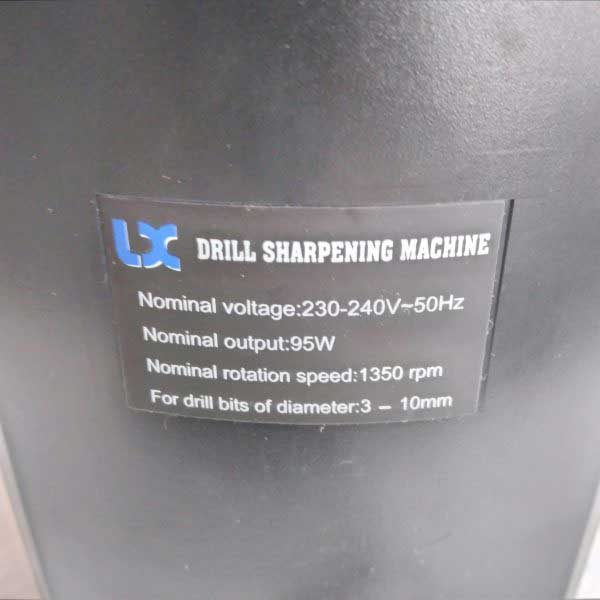 LX DRILL SHARPENING MACHINE
Nominal voltage:230-240V~50Hz
Nominal output:95W
Nominal rotation speed:1350 rpm
For drill bits of diameter:3 – 10mm